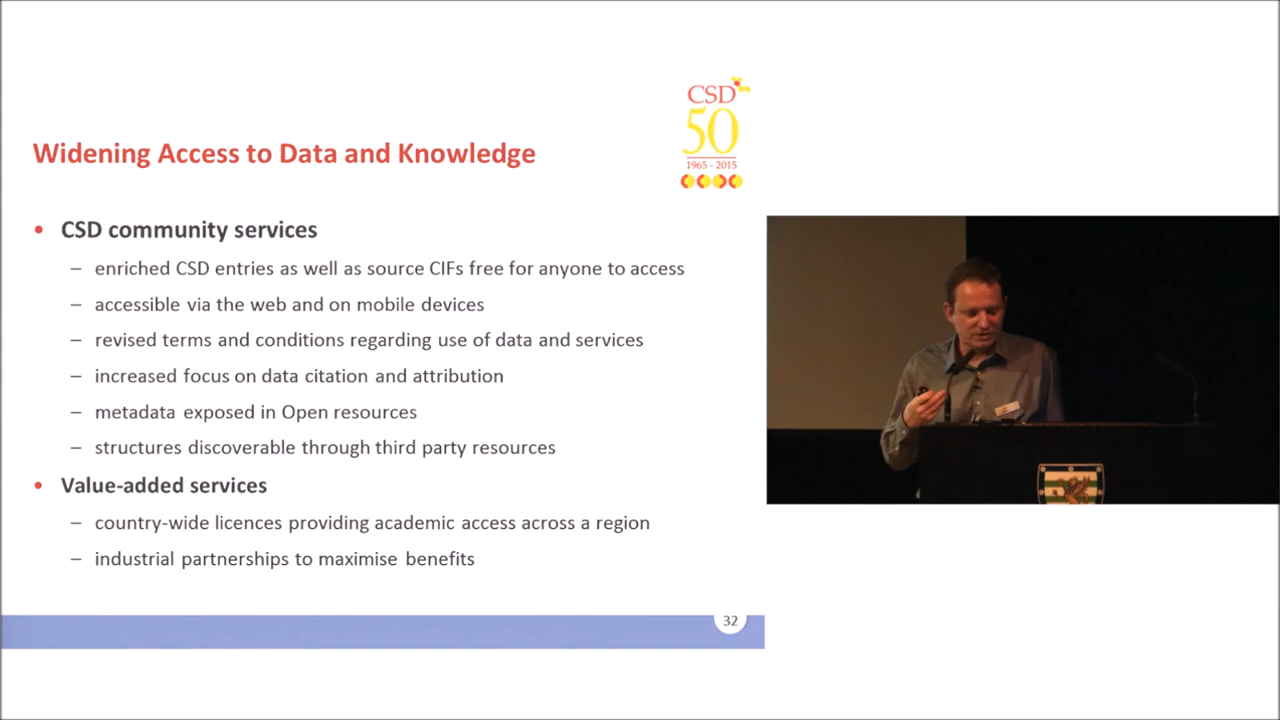 CSD
50
1965 - 2015
Widening Access to Data and Knowledge
• CSD community services
– enriched CSD entries as well as source CIFs free for anyone to access
– accessible via the web and on mobile devices
– revised terms and conditions regarding use of data and services
– increased focus on data citation and attribution
– metadata exposed in Open resources
– structures discoverable through third party resources
• Value-added services
– country-wide licences providing academic access across a region
– industrial partnerships to maximise benefits
32